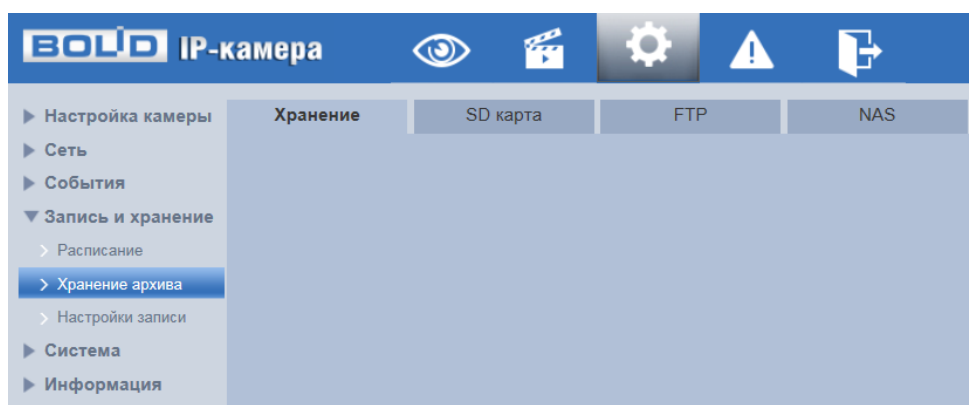 BOLID IP-камера
Настройка камеры
Сеть
События
Запись и хранение
Расписание
Хранение архива
Настройки записи
Система
Информация
Хранение SD карта FTP NAS